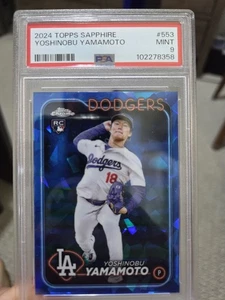 2024 TOPPS SAPPHIRE #553
YOSHINOBU YAMAMOTO MINT
PSA 9
102278358
DODGERS
RC
Dodgers
18
LA
YOSHINOBU
YAMAMOTO
P